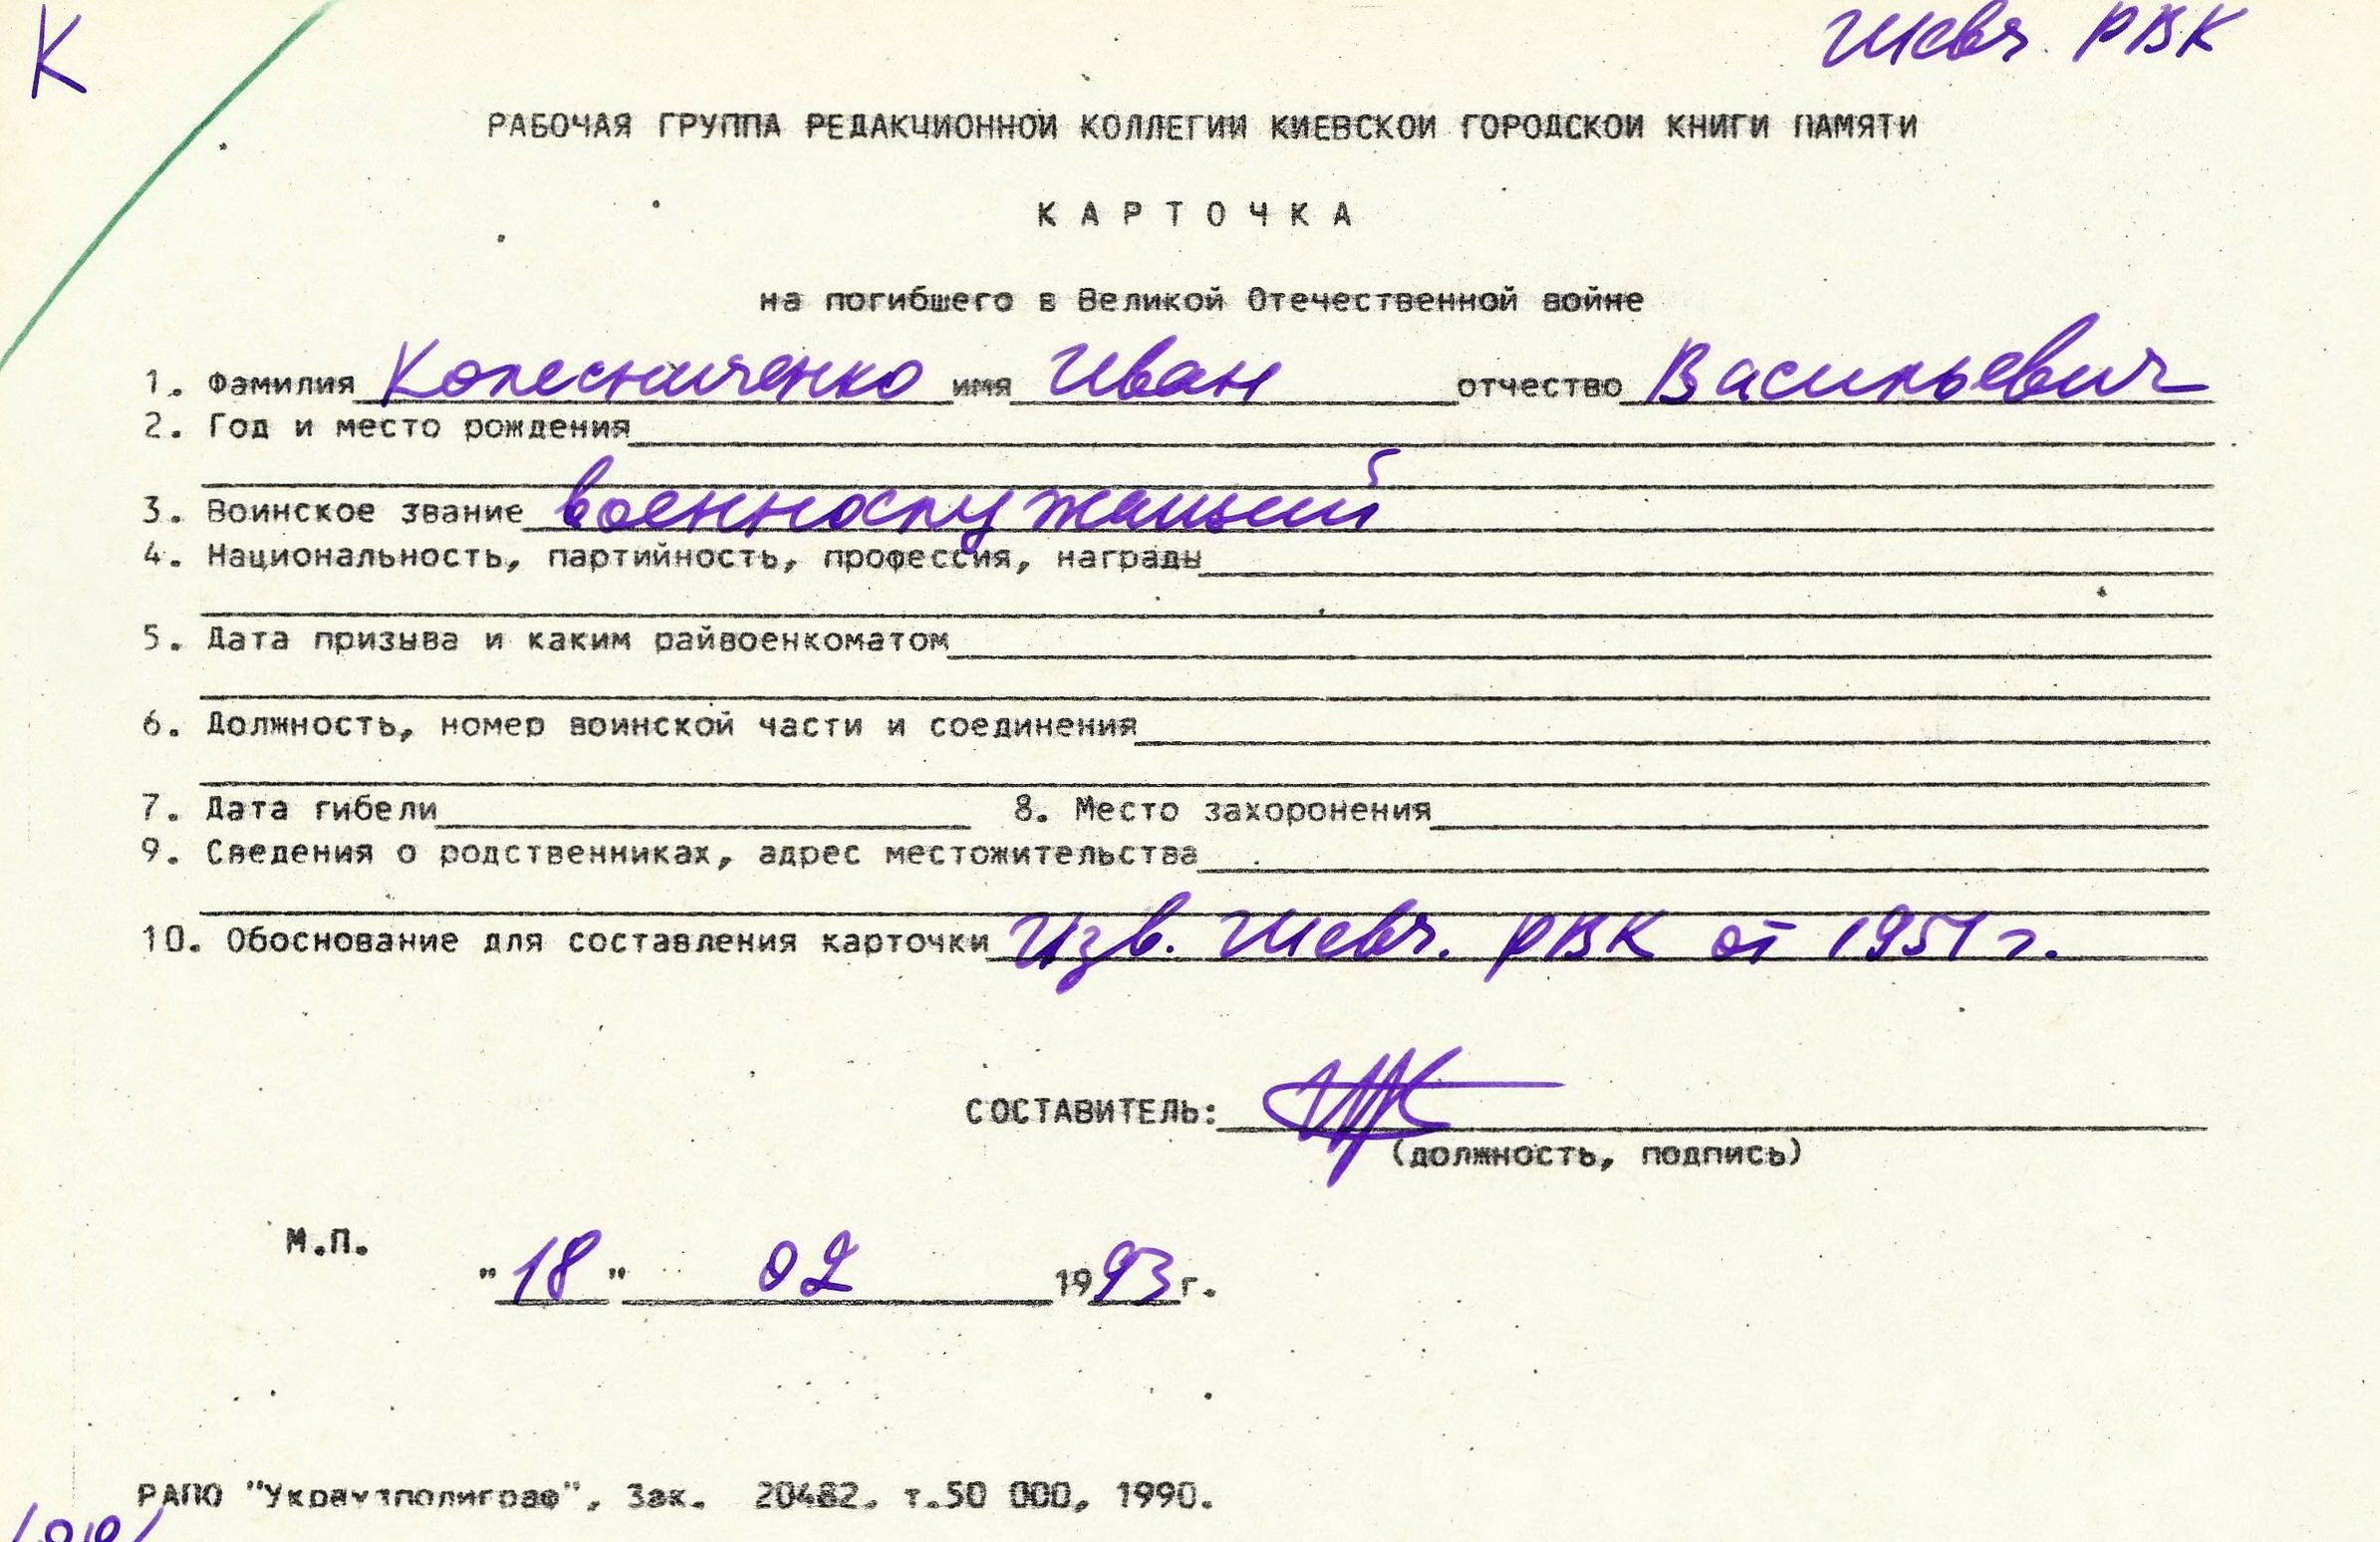 К
Шевч. РВК
РАБОЧАЯ ГРУППА РЕДАКЦИОННОЙ КОЛЛЕГИИ КИЕВСКОЙ ГОРОДСКОЙ КНИГИ ПАМЯТИ
КАРТОЧКА
на погибшего в Великой Отечественной войне
1. Фамилия Колесниченко имя Иван отчество Васильевич
2. Год и место рождения
3. Воинское звание военнослужащий
4. Национальность, партийность, профессия, награды
5. Дата призыва и каким райвоенкоматом
6. Должность, номер воинской части и соединения
7. Дата гибели 8. Место захоронения
9. Сведения о родственниках, адрес местожительства
10. Обоснование для составления карточки Изв. Шевч. РВК от 1951 г.
СОСТАВИТЕЛЬ:
(должность, подпись)
М.П.
"18" 02 1993 г.
РАПО "Укрвузполиграф", Зак. 20482. т.50 000, 1990.